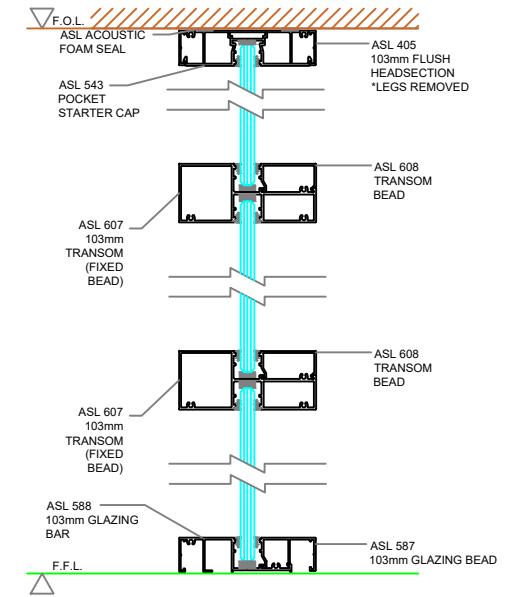 F.O.L.
ASL ACOUSTIC
FOAM SEAL
ASL 405
103mm FLUSH
HEADSECTION
*LEGS REMOVED
ASL 543
POCKET
STARTER CAP
ASL 608
TRANSOM
BEAD
ASL 607
103mm
TRANSOM
(FIXED
BEAD)
ASL 608
TRANSOM
BEAD
ASL 607
103mm
TRANSOM
(FIXED
BEAD)
ASL 588
103mm GLAZING
BAR
ASL 587
103mm GLAZING BEAD
F.F.L.